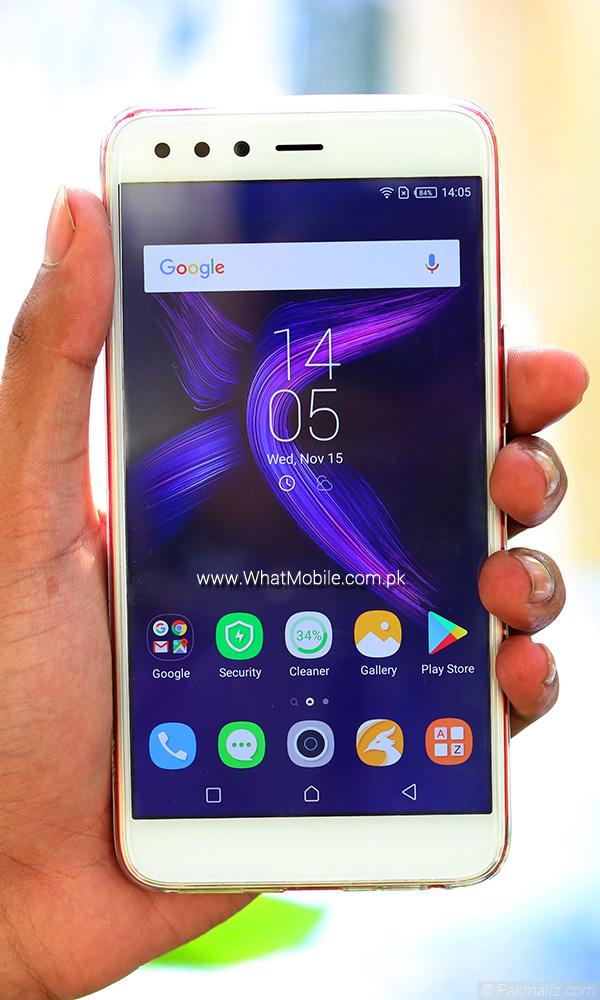 84% 14:05
Google
14
05
Wed, Nov 15
www.WhatMobile.com.pk
34%
Google Security Cleaner Gallery Play Store
A
Z
© Pakmallz.com